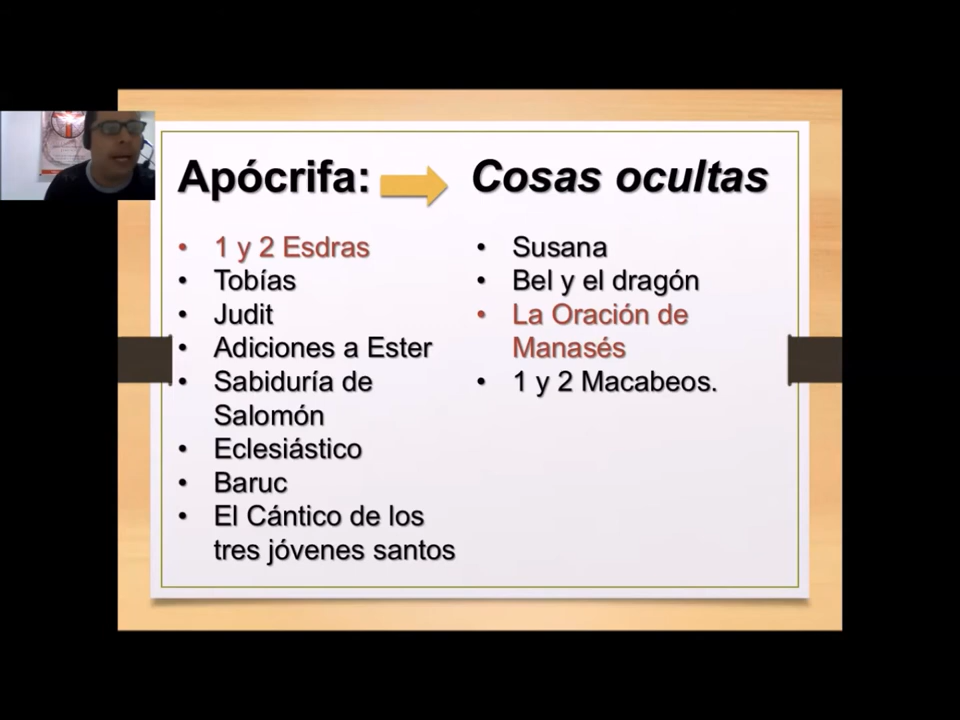 Apócrifa:
Cosas ocultas
• 1 y 2 Esdras
• Tobías
• Judit
• Adiciones a Ester
• Sabiduría de
Salomón
• Eclesiástico
• Baruc
• El Cántico de los
tres jóvenes santos
• Susana
• Bel y el dragón
• La Oración de
Manasés
• 1 y 2 Macabeos.